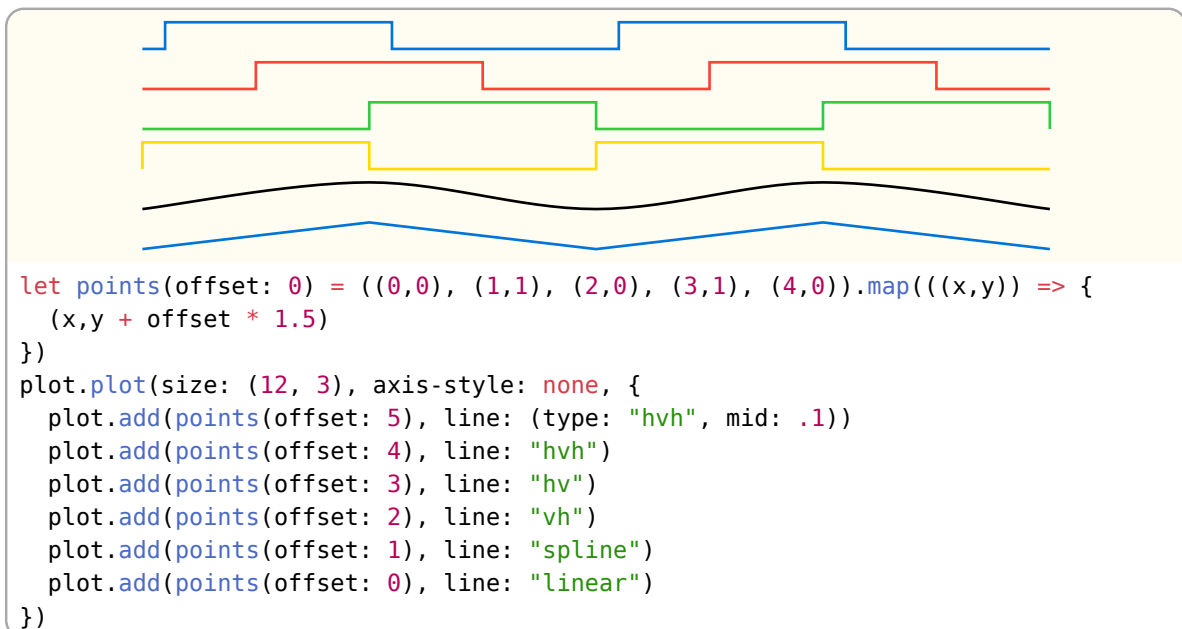 let points(offset: 0) = ((0,0), (1,1), (2,0), (3,1), (4,0)).map(((x,y)) => {
  (x,y + offset * 1.5)
})
plot.plot(size: (12, 3), axis-style: none, {
  plot.add(points(offset: 5), line: (type: "hvh", mid: .1))
  plot.add(points(offset: 4), line: "hvh")
  plot.add(points(offset: 3), line: "hv")
  plot.add(points(offset: 2), line: "vh")
  plot.add(points(offset: 1), line: "spline")
  plot.add(points(offset: 0), line: "linear")
})